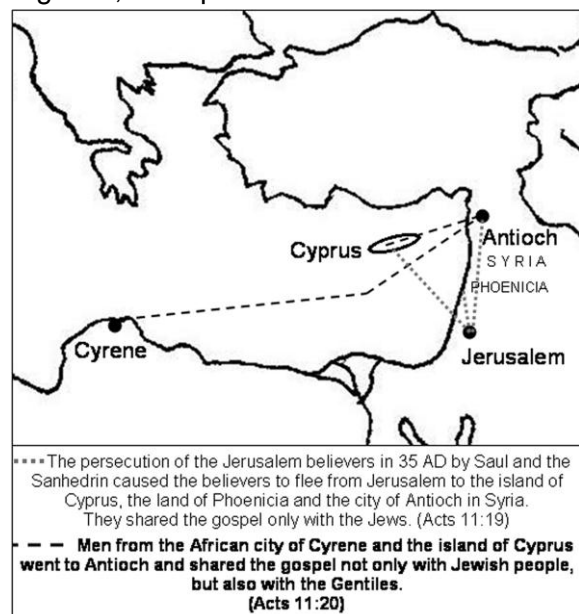 Cyprus
Antioch
SYRIA
PHOENICIA
Cyrene
Jerusalem
The persecution of the Jerusalem believers in 35 AD by Saul and the
Sanhedrin caused the believers to flee from Jerusalem to the island of
Cyprus, the land of Phoenicia and the city of Antioch in Syria.
They shared the gospel only with the Jews. (Acts 11:19)
Men from the African city of Cyrene and the island of Cyprus
went to Antioch and shared the gospel not only with Jewish people,
but also with the Gentiles.
(Acts 11:20)